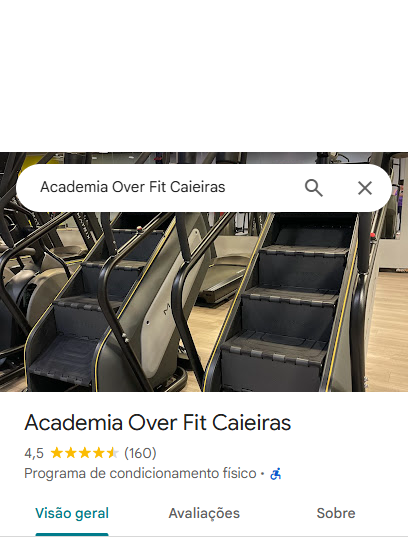 Academia Over Fit Caieiras
Academia Over Fit Caieiras
4,5 (160)
Programa de condicionamento físico ·
Visão geral Avaliações Sobre